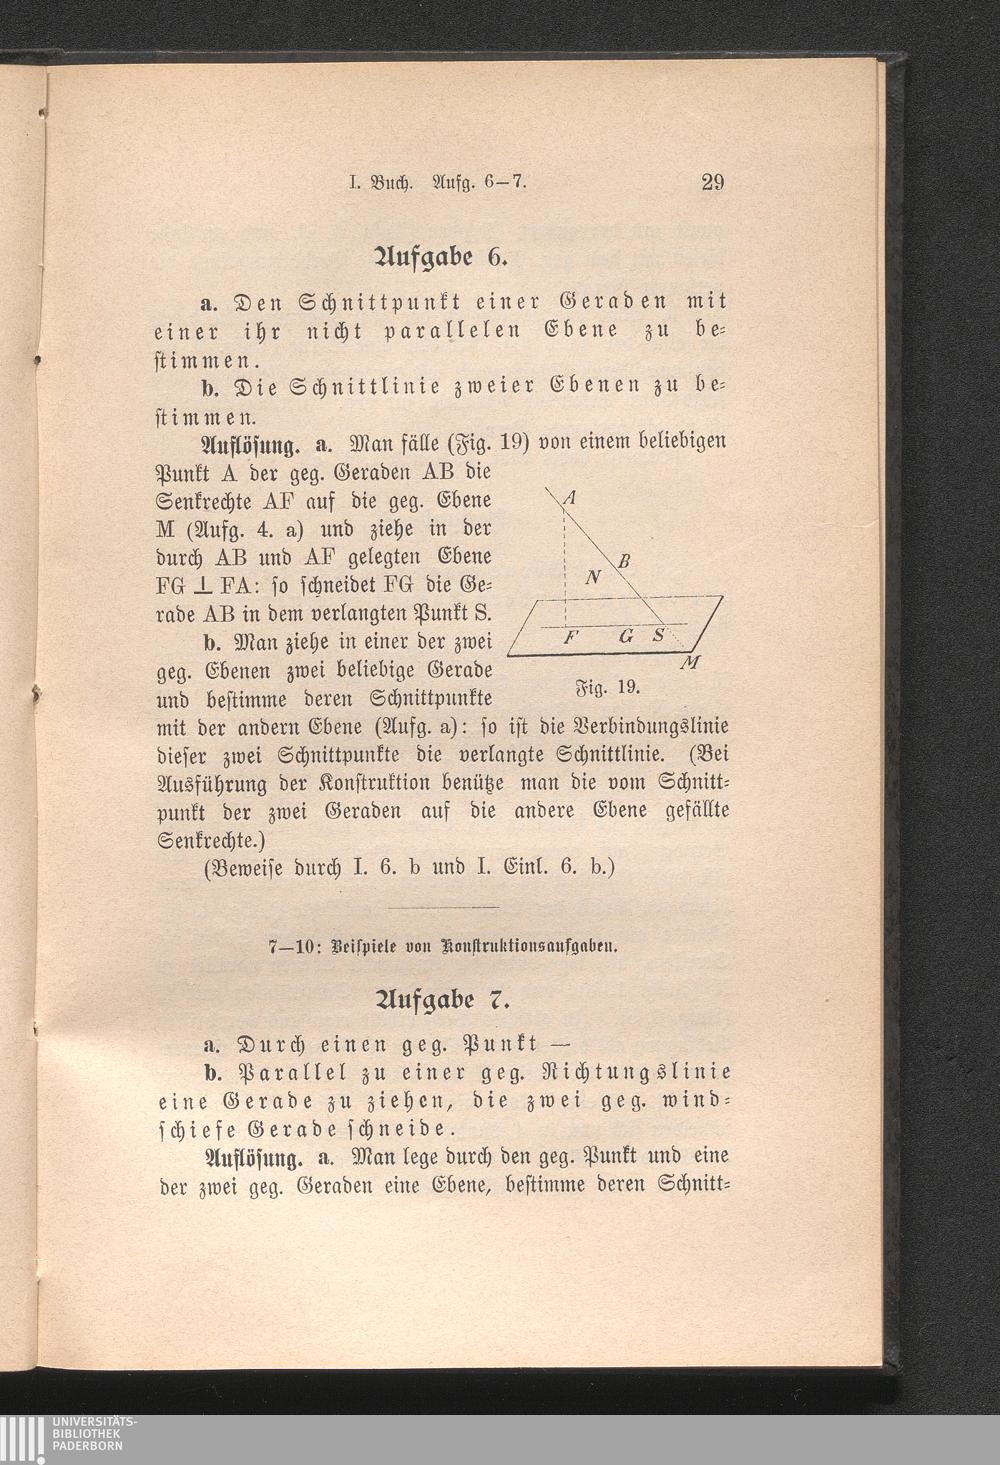 I. Buch. Aufg. 6–7. 29
Aufgabe 6.
a. Den Schnittpunkt einer Geraden mit
einer ihr nicht parallelen Ebene zu be-
stimmen.
b. Die Schnittlinie zweier Ebenen zu be-
stimmen.
Auflösung. a. Man fälle (Fig. 19) von einem beliebigen
Punkt A der geg. Geraden AB die
Senkrechte AF auf die geg. Ebene
M (Aufg. 4. a) und ziehe in der
durch AB und AF gelegten Ebene
FG ⊥ FA: so schneidet FG die Ge-
rade AB in dem verlangten Punkt S.
b. Man ziehe in einer der zwei
geg. Ebenen zwei beliebige Gerade
und bestimme deren Schnittpunkte
A
B
N
F G S
M
Fig. 19.
mit der andern Ebene (Aufg. a): so ist die Verbindungslinie
dieser zwei Schnittpunkte die verlangte Schnittlinie. (Bei
Ausführung der Konstruktion benütze man die vom Schnitt-
punkt der zwei Geraden auf die andere Ebene gefällte
Senkrechte.)
(Beweise durch I. 6. b und I. Einl. 6. b.)
7—10: Beispiele von Konstruktionsaufgaben.
Aufgabe 7.
a. Durch einen geg. Punkt —
b. Parallel zu einer geg. Richtungslinie
eine Gerade zu ziehen, die zwei geg. wind-
schiefe Gerade schneide.
Auflösung. a. Man lege durch den geg. Punkt und eine
der zwei geg. Geraden eine Ebene, bestimme deren Schnitt-
UNIVERSITÄTS-
BIBLIOTHEK
PADERBORN